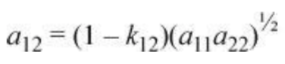 a₁₂ = (1 – k₁₂)(a₁₁a₂₂)^½